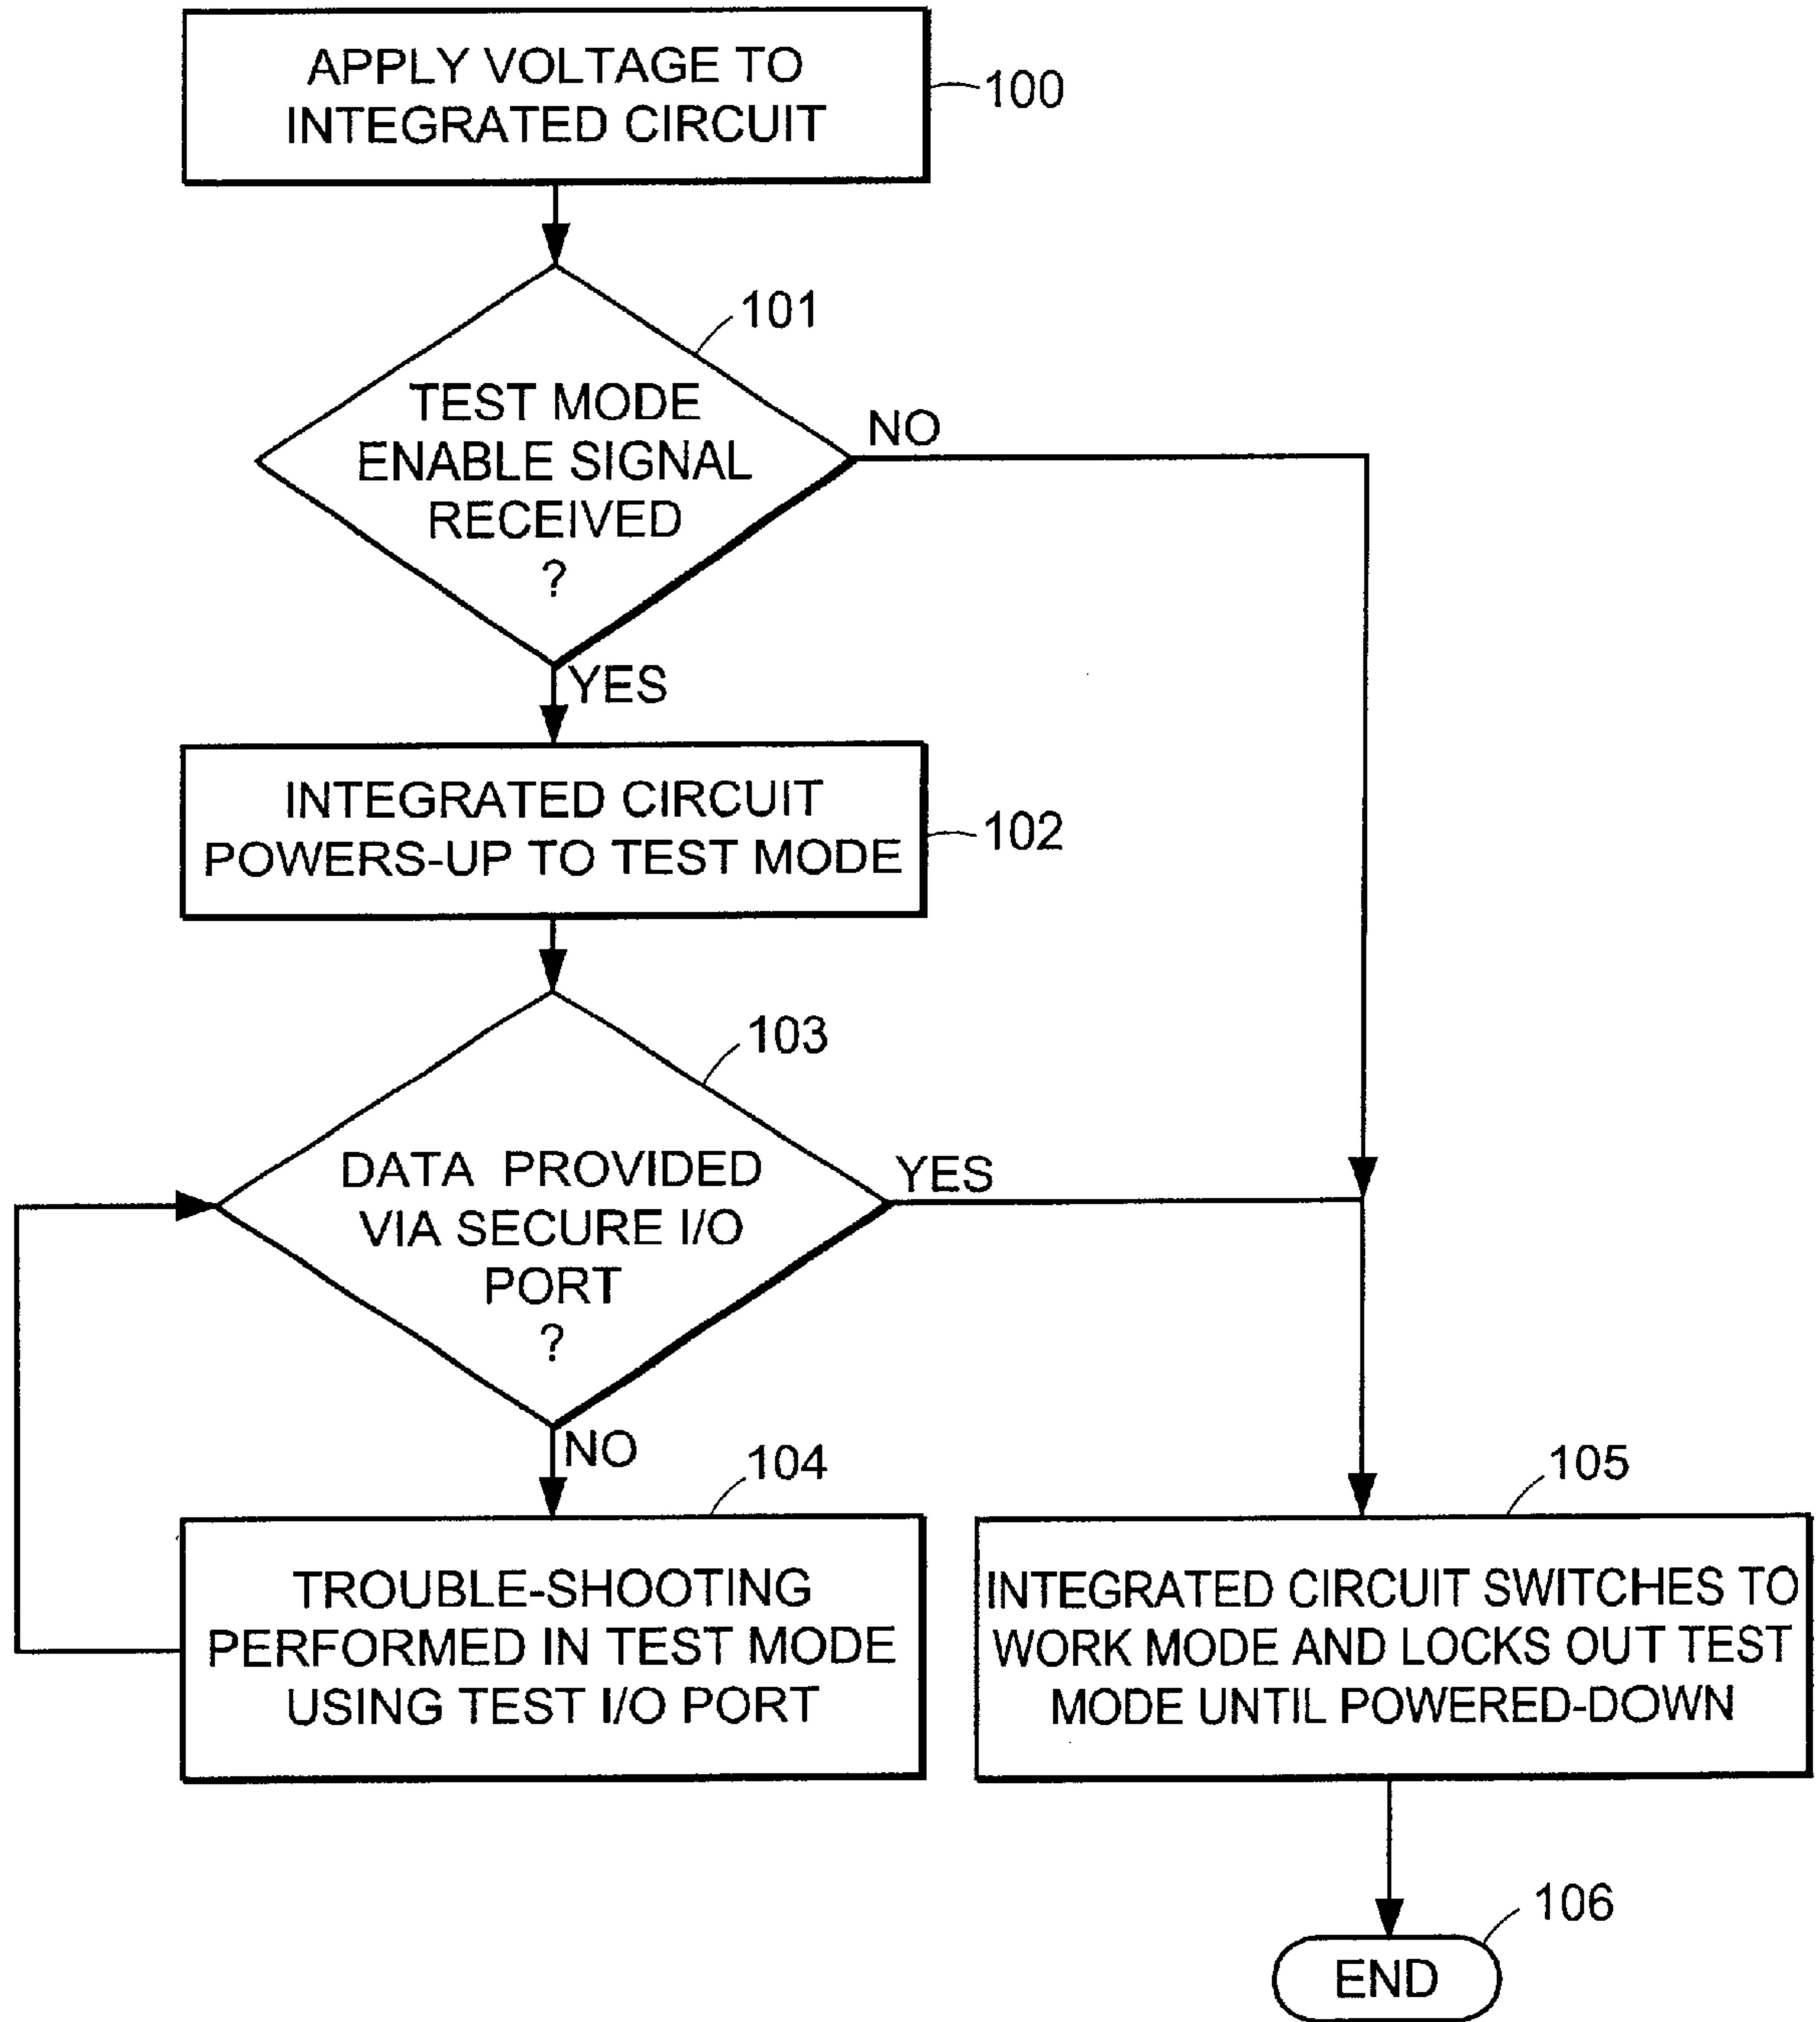 APPLY VOLTAGE TO
INTEGRATED CIRCUIT
100
101
TEST MODE
ENABLE SIGNAL
RECEIVED
?
NO
YES
INTEGRATED CIRCUIT
POWERS-UP TO TEST MODE
102
103
DATA PROVIDED
VIA SECURE I/O
PORT
?
YES
NO
104
TROUBLE-SHOOTING
PERFORMED IN TEST MODE
USING TEST I/O PORT
105
INTEGRATED CIRCUIT SWITCHES TO
WORK MODE AND LOCKS OUT TEST
MODE UNTIL POWERED-DOWN
106
END